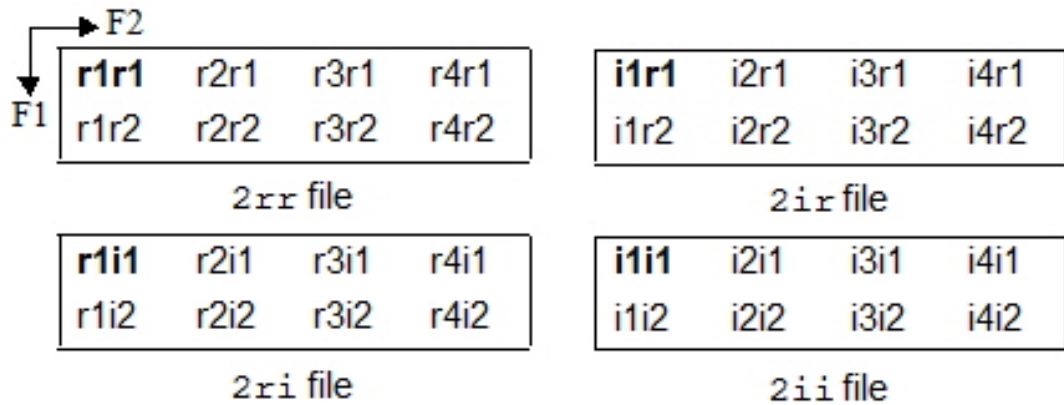 F2
F1
r1r1 r2r1 r3r1 r4r1
r1r2 r2r2 r3r2 r4r2
2rr file
i1r1 i2r1 i3r1 i4r1
i1r2 i2r2 i3r2 i4r2
2ir file
r1i1 r2i1 r3i1 r4i1
r1i2 r2i2 r3i2 r4i2
2ri file
i1i1 i2i1 i3i1 i4i1
i1i2 i2i2 i3i2 i4i2
2ii file